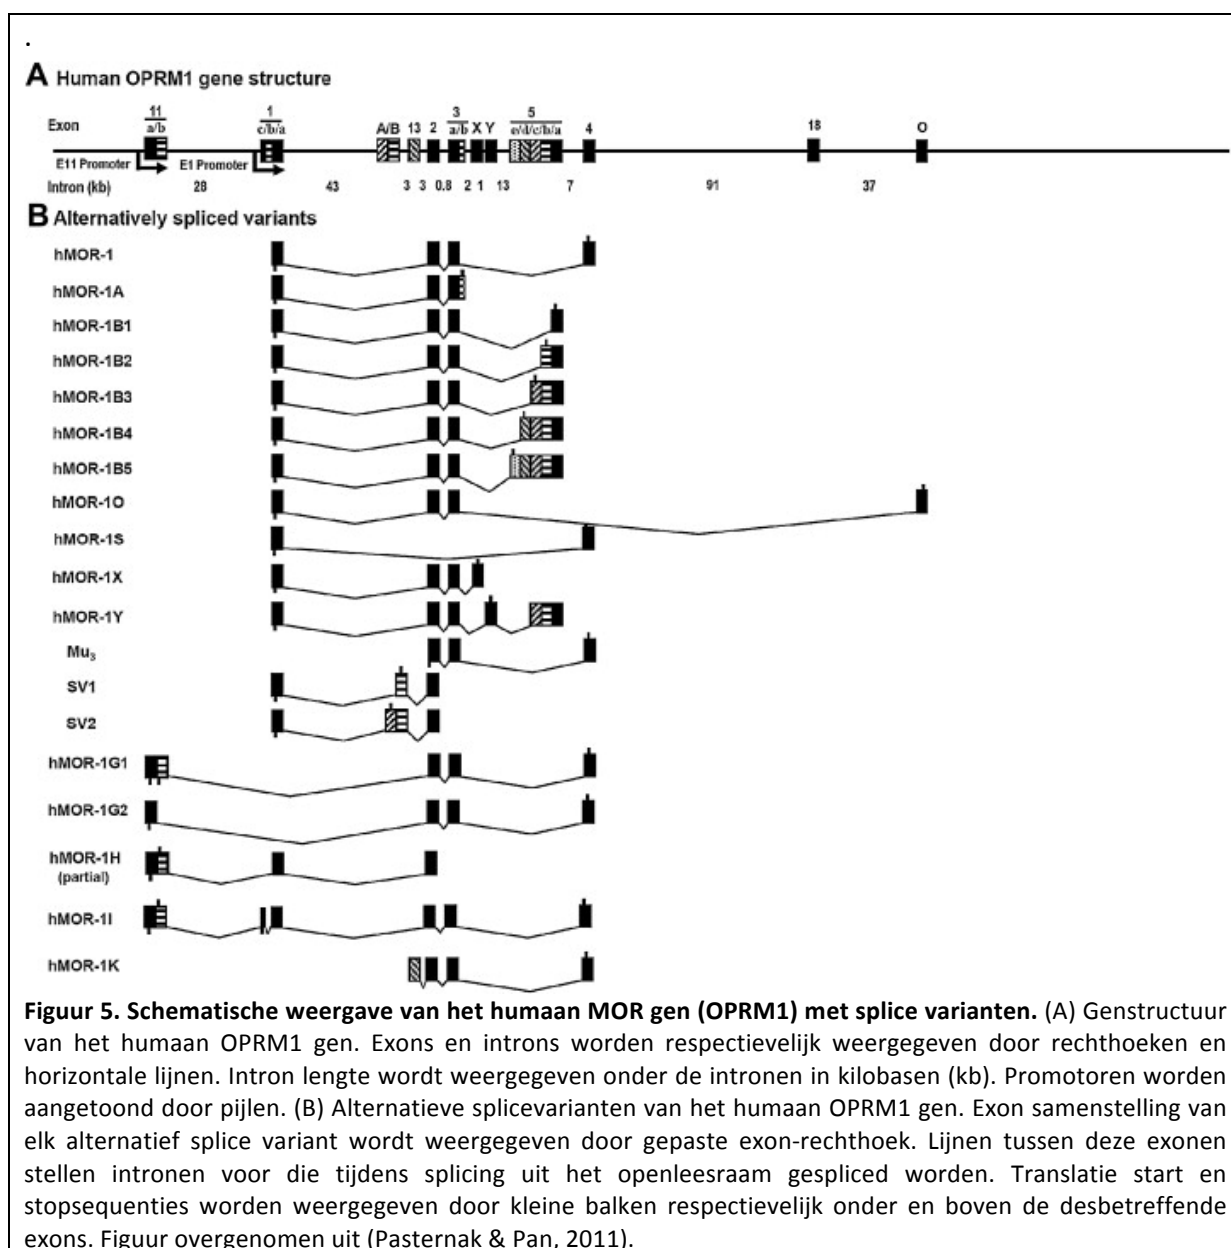 .
A Human OPRM1 gene structure
11 1 3 5
Exon a/b c/b/a A/B 13 2 a/b X Y e/d/c/b/a 4 18 O
E11 Promoter E1 Promoter
Intron (kb) 28 43 3 3 0.8 2 1 13 7 91 37
B Alternatively spliced variants
hMOR-1
hMOR-1A
hMOR-1B1
hMOR-1B2
hMOR-1B3
hMOR-1B4
hMOR-1B5
hMOR-1O
hMOR-1S
hMOR-1X
hMOR-1Y
Mu₃
SV1
SV2
hMOR-1G1
hMOR-1G2
hMOR-1H
(partial)
hMOR-1I
hMOR-1K
Figuur 5. Schematische weergave van het humaan MOR gen (OPRM1) met splice varianten. (A) Genstructuur
van het humaan OPRM1 gen. Exons en introns worden respectievelijk weergegeven door rechthoeken en
horizontale lijnen. Intron lengte wordt weergegeven onder de intronen in kilobasen (kb). Promotoren worden
aangetoond door pijlen. (B) Alternatieve splicevarianten van het humaan OPRM1 gen. Exon samenstelling van
elk alternatief splice variant wordt weergegeven door gepaste exon-rechthoek. Lijnen tussen deze exonen
stellen intronen voor die tijdens splicing uit het openleesraam gespliced worden. Translatie start en
stopsequenties worden weergegeven door kleine balken respectievelijk onder en boven de desbetreffende
exons. Figuur overgenomen uit (Pasternak & Pan, 2011).